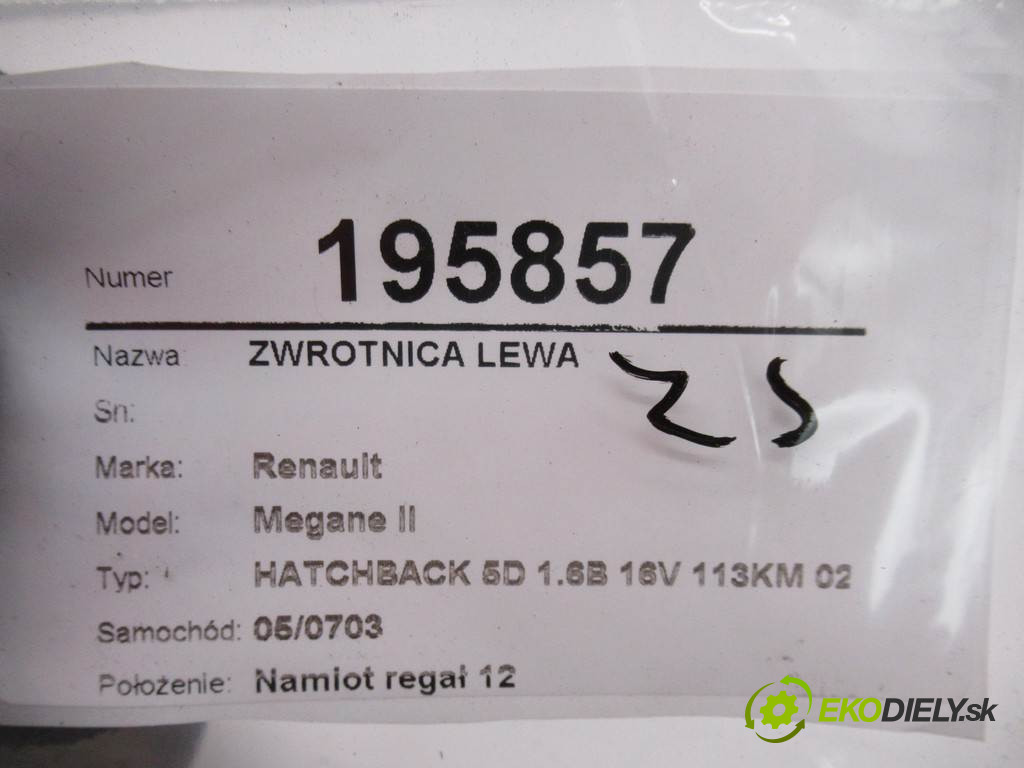 Numer 195857
Nazwa ZWROTNICA LEWA
ZS
Sn:
Marka: Renault
Model: Megane II
Typ: HATCHBACK 5D 1.6B 16V 113KM 02
Samochód: 05/0703
Położenie: Namiot regał 12
EKODIELY.sk